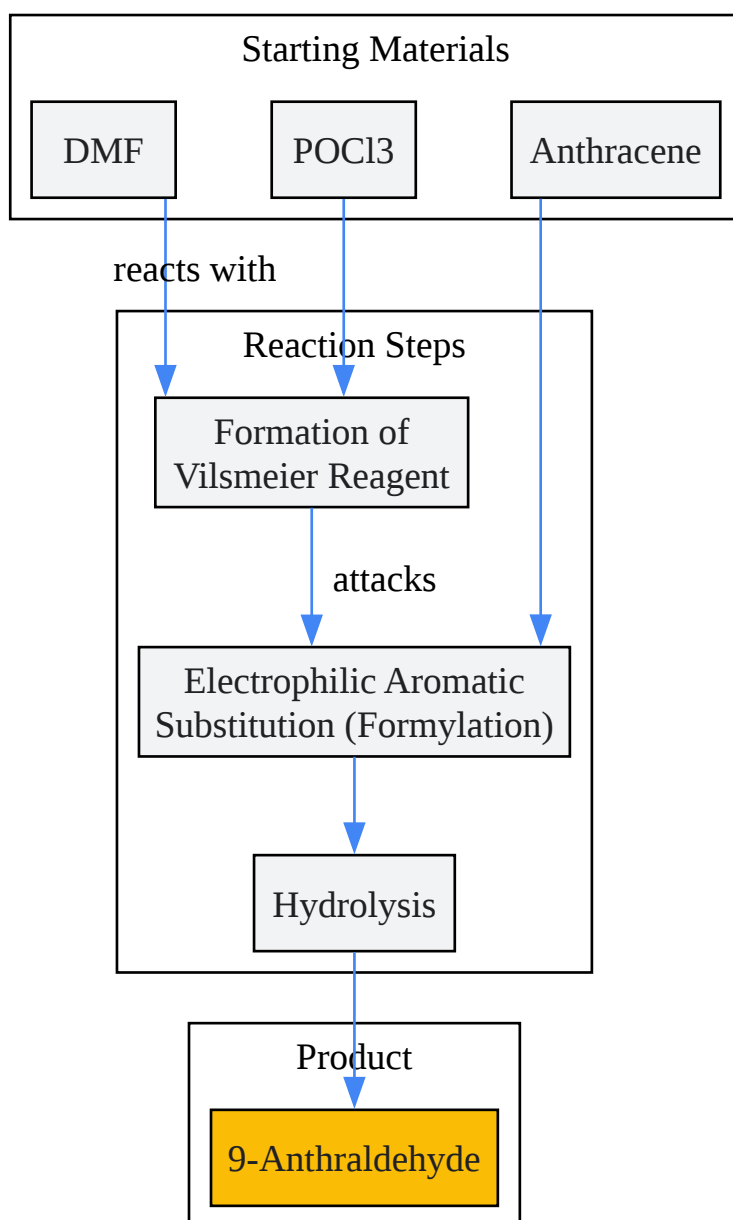 Starting Materials
DMF
POCl3
Anthracene
reacts with
Reaction Steps
Formation of
Vilsmeier Reagent
attacks
Electrophilic Aromatic
Substitution (Formylation)
Hydrolysis
Product
9-Anthraldehyde